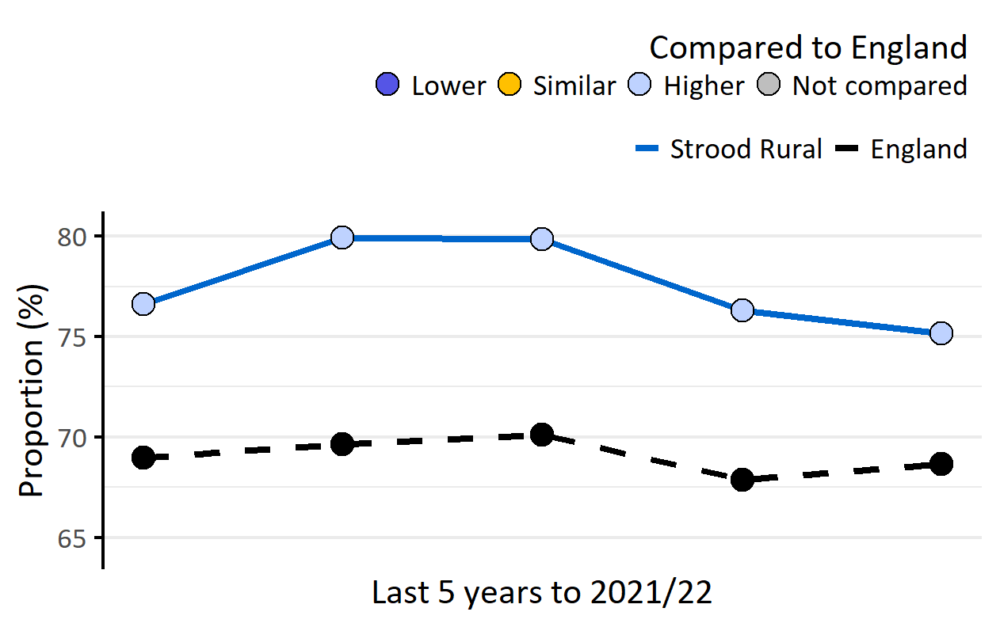 Compared to England
Lower Similar Higher Not compared
Strood Rural England
80
75
70
65
Proportion (%)
Last 5 years to 2021/22